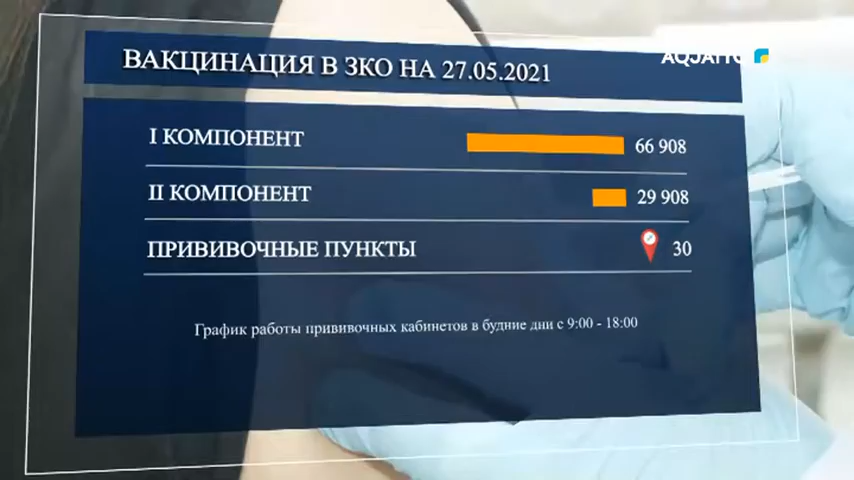 ВАКЦИНАЦИЯ В ЗКО НА 27.05.2021
AQJAIYQ
I КОМПОНЕНТ 66 908
II КОМПОНЕНТ 29 908
ПРИВИВОЧНЫЕ ПУНКТЫ 30
График работы прививочных кабинетов в будние дни с 9:00 - 18:00